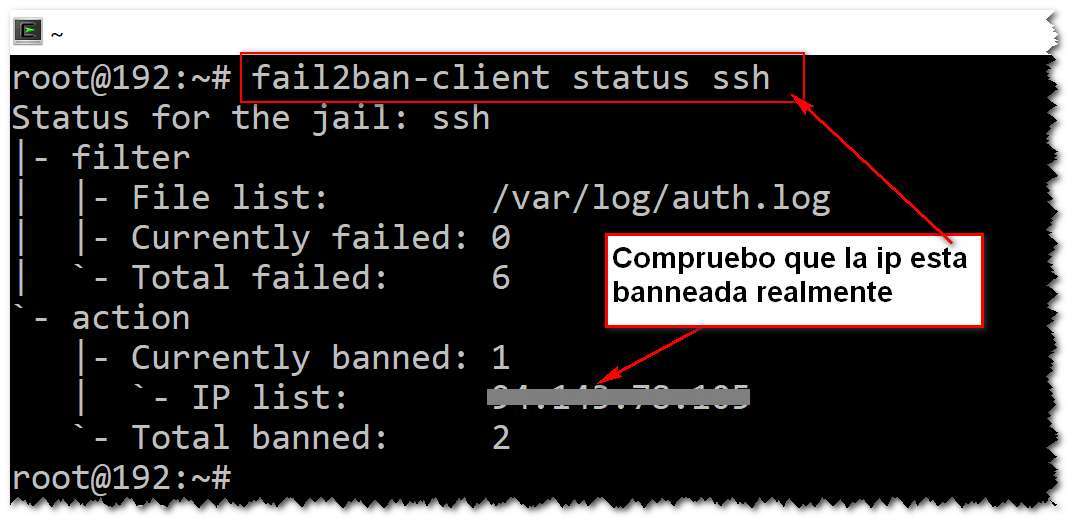 ~
root@192:~# fail2ban-client status ssh
Status for the jail: ssh
|- filter
|  |- File list:        /var/log/auth.log
|  |- Currently failed: 0
|  `- Total failed:     6
`- action
   |- Currently banned: 1
   |  `- IP list:
   `- Total banned:     2
root@192:~#
Compruebo que la ip esta
banneada realmente